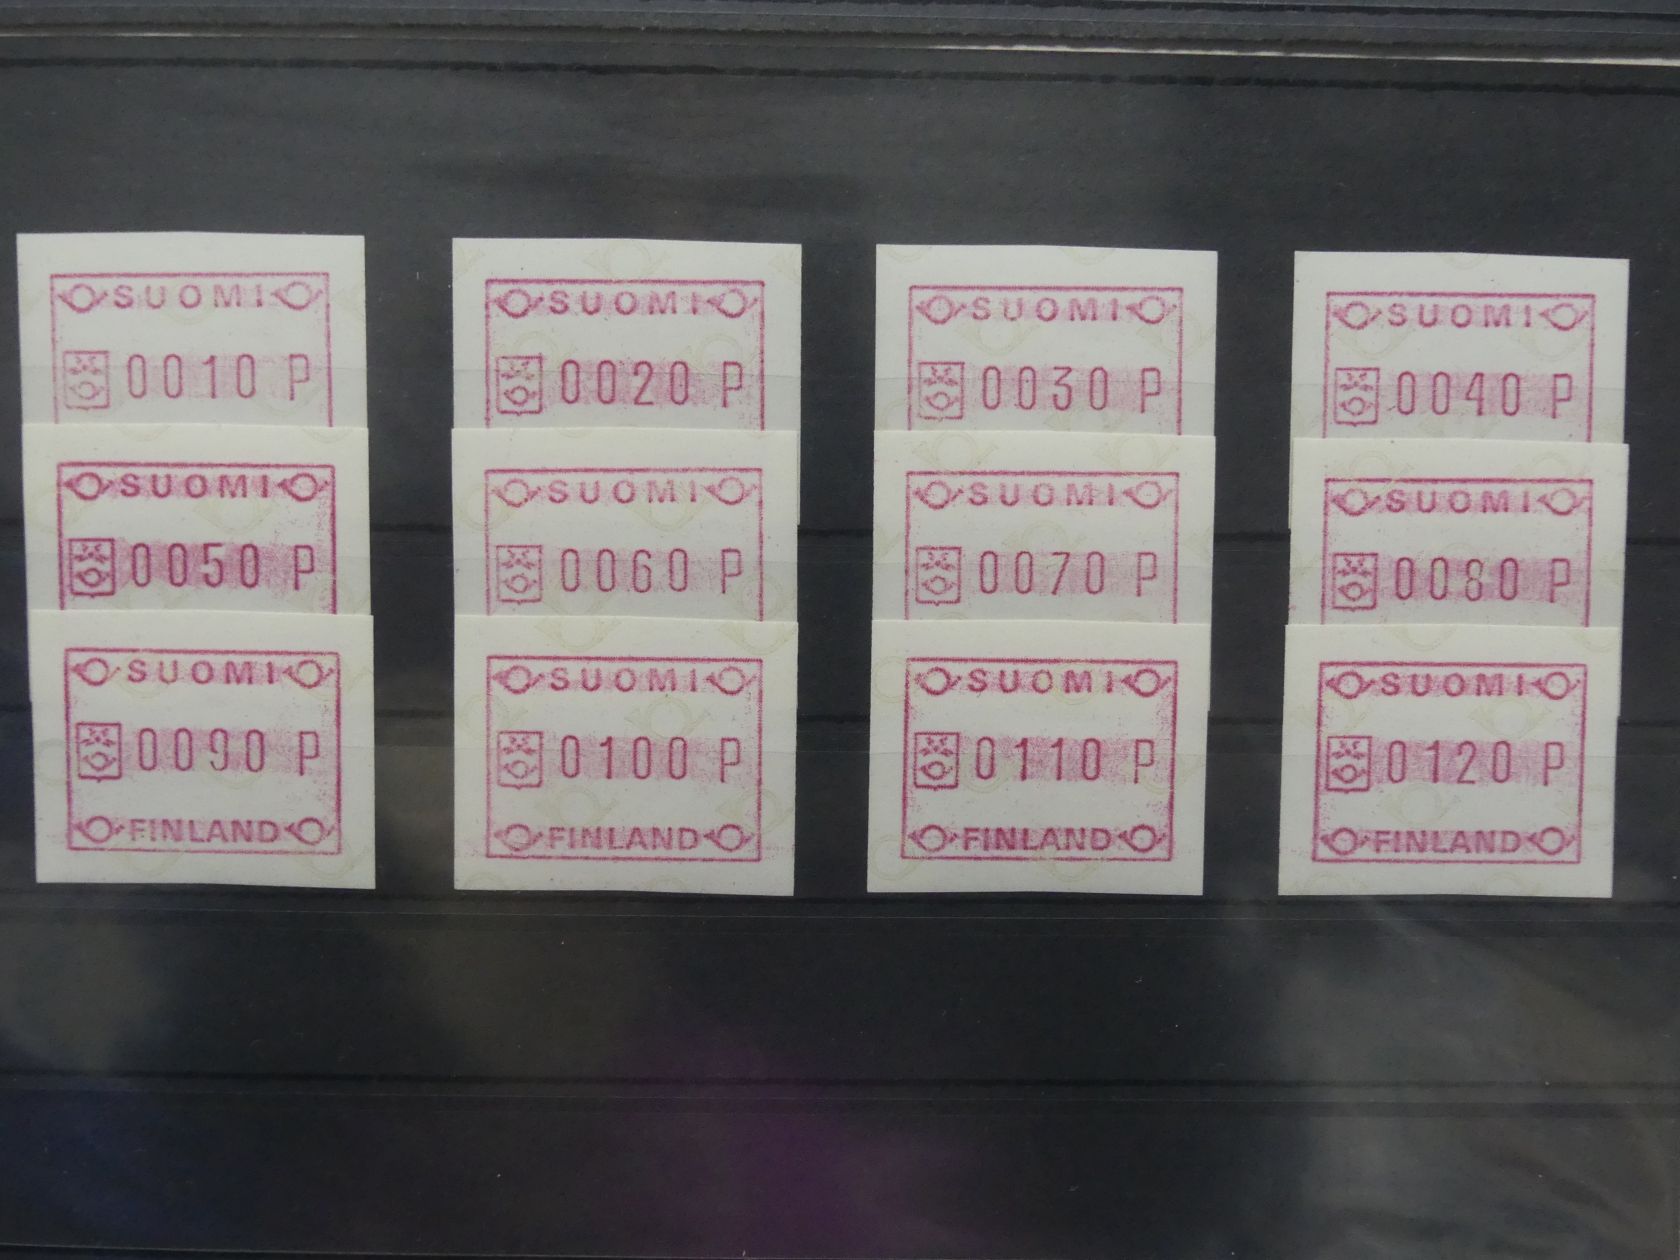 SUOMI
0010 P
SUOMI
0020 P
SUOMI
0030 P
SUOMI
0040 P
SUOMI
0050 P
SUOMI
0060 P
SUOMI
0070 P
SUOMI
0080 P
SUOMI
0090 P
FINLAND
SUOMI
0100 P
FINLAND
SUOMI
0110 P
FINLAND
SUOMI
0120 P
FINLAND